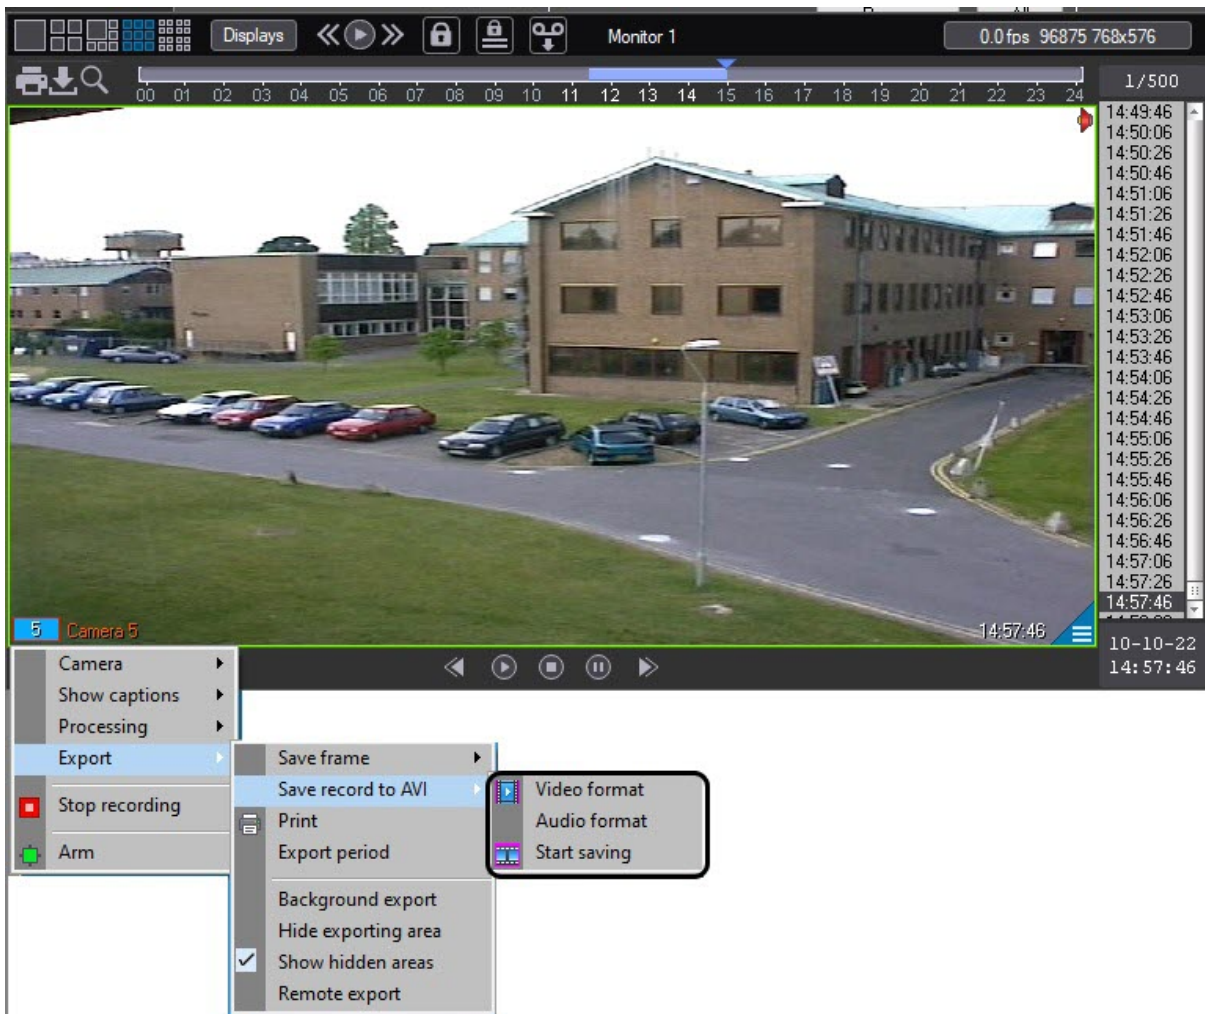 Displays
Monitor 1
0.0 fps 96875 768x576
00 01 02 03 04 05 06 07 08 09 10 11 12 13 14 15 16 17 18 19 20 21 22 23 24
1/500
14:49:46
14:50:06
14:50:26
14:50:46
14:51:06
14:51:26
14:51:46
14:52:06
14:52:26
14:52:46
14:53:06
14:53:26
14:53:46
14:54:06
14:54:26
14:54:46
14:55:06
14:55:26
14:55:46
14:56:06
14:56:26
14:56:46
14:57:06
14:57:26
14:57:46
5 Camera 5
14:57:46
10-10-22
14:57:46
Camera
Show captions
Processing
Export
Stop recording
Arm
Save frame
Save record to AVI
Print
Export period
Background export
Hide exporting area
Show hidden areas
Remote export
Video format
Audio format
Start saving